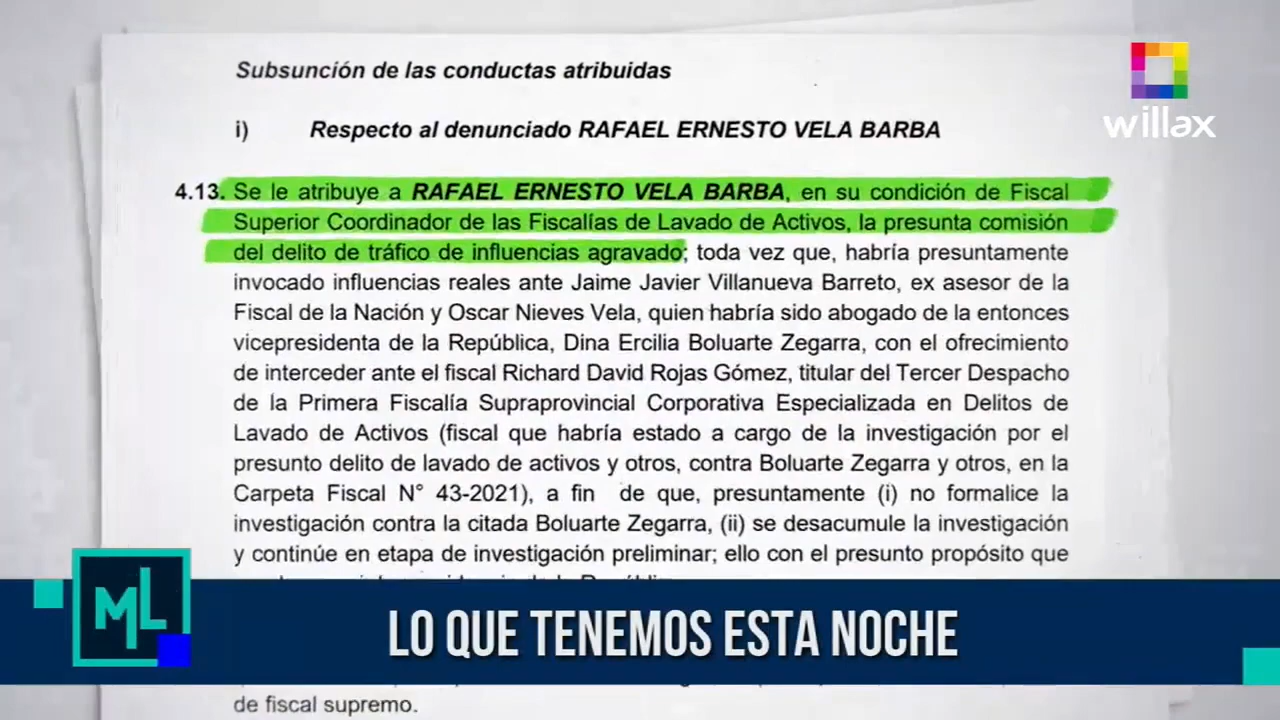 Subsunción de las conductas atribuidas
willax
i) Respecto al denunciado RAFAEL ERNESTO VELA BARBA
4.13. Se le atribuye a RAFAEL ERNESTO VELA BARBA, en su condición de Fiscal
Superior Coordinador de las Fiscalías de Lavado de Activos, la presunta comisión
del delito de tráfico de influencias agravado; toda vez que, habría presuntamente
invocado influencias reales ante Jaime Javier Villanueva Barreto, ex asesor de la
Fiscal de la Nación y Oscar Nieves Vela, quien habría sido abogado de la entonces
vicepresidenta de la República, Dina Ercilia Boluarte Zegarra, con el ofrecimiento
de interceder ante el fiscal Richard David Rojas Gómez, titular del Tercer Despacho
de la Primera Fiscalía Supraprovincial Corporativa Especializada en Delitos de
Lavado de Activos (fiscal que habría estado a cargo de la investigación por el
presunto delito de lavado de activos y otros, contra Boluarte Zegarra y otros, en la
Carpeta Fiscal N° 43-2021), a fin de que, presuntamente (i) no formalice la
investigación contra la citada Boluarte Zegarra, (ii) se desacumule la investigación
y continúe en etapa de investigación preliminar; ello con el presunto propósito que
ML
LO QUE TENEMOS ESTA NOCHE
de fiscal supremo.